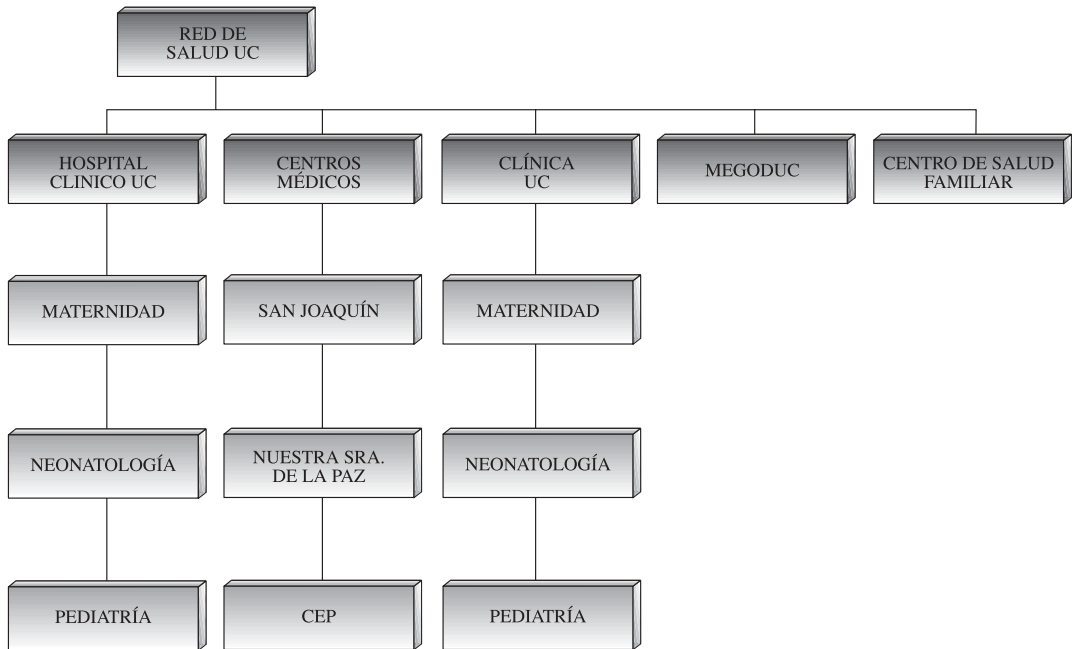 RED DE
SALUD UC
HOSPITAL
CLINICO UC
CENTROS
MÉDICOS
CLÍNICA
UC
MEGODUC
CENTRO DE SALUD
FAMILIAR
MATERNIDAD
SAN JOAQUÍN
MATERNIDAD
NEONATOLOGÍA
NUESTRA SRA.
DE LA PAZ
NEONATOLOGÍA
PEDIATRÍA
CEP
PEDIATRÍA